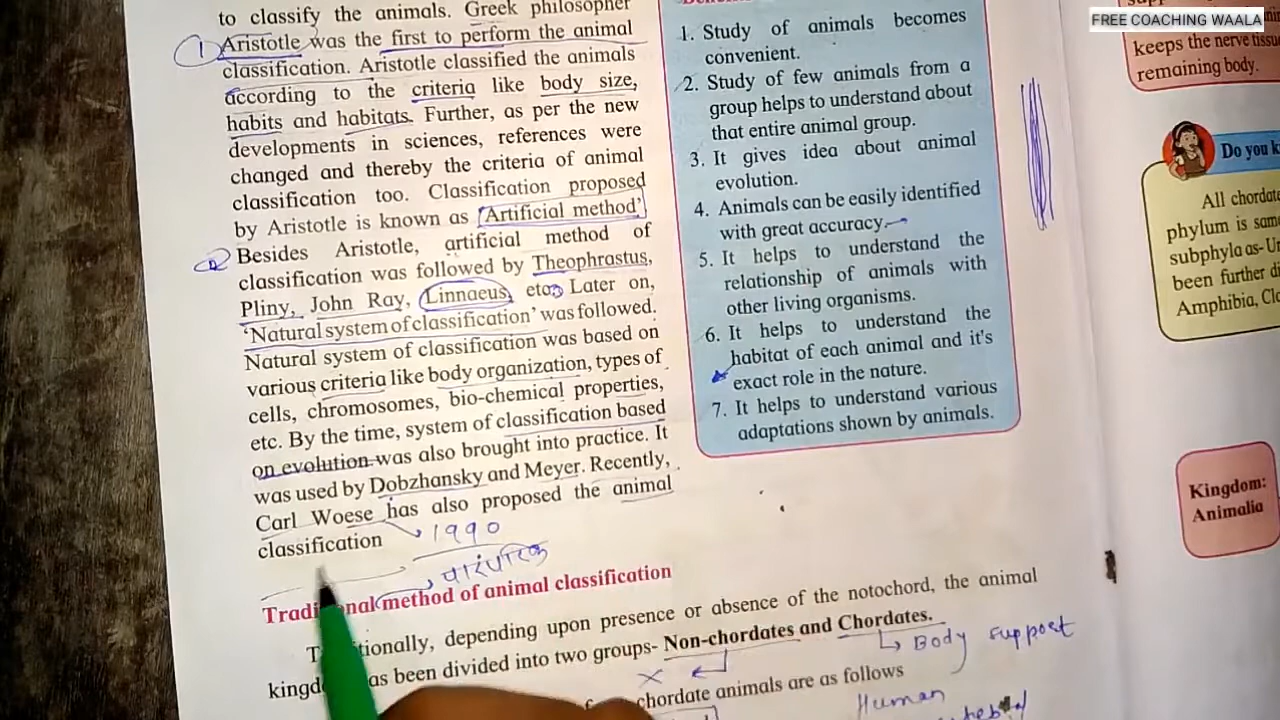 to classify the animals. Greek philosopher
1 Aristotle was the first to perform the animal
classification. Aristotle classified the animals
according to the criteria like body size,
habits and habitats. Further, as per the new
developments in sciences, references were
changed and thereby the criteria of animal
classification too. Classification proposed
by Aristotle is known as 'Artificial method'
Besides Aristotle, artificial method of
classification was followed by Theophrastus,
Pliny, John Ray, Linnaeus, etc. Later on,
'Natural system of classification' was followed.
Natural system of classification was based on
various criteria like body organization, types of
cells, chromosomes, bio-chemical properties,
etc. By the time, system of classification based
on evolution was also brought into practice. It
was used by Dobzhansky and Meyer. Recently,
Carl Woese has also proposed the animal
classification
1990
पारंपारिक
Traditional method of animal classification
depending upon presence or absence of the notochord, the animal
has been divided into two groups- Non-chordates and Chordates.
Body support
chordate animals are as follows
Human
1. Study of animals becomes
convenient.
2. Study of few animals from a
group helps to understand about
that entire animal group.
3. It gives idea about animal
evolution.
4. Animals can be easily identified
with great accuracy.
5. It helps to understand the
relationship of animals with
other living organisms.
6. It helps to understand the
habitat of each animal and it's
exact role in the nature.
7. It helps to understand various
adaptations shown by animals.
FREE COACHING WAALA
keeps the nerve
remaining body.
Do you
All
phylum is
subphyla as-
been further
Amphibia,
Kingdom:
Animalia